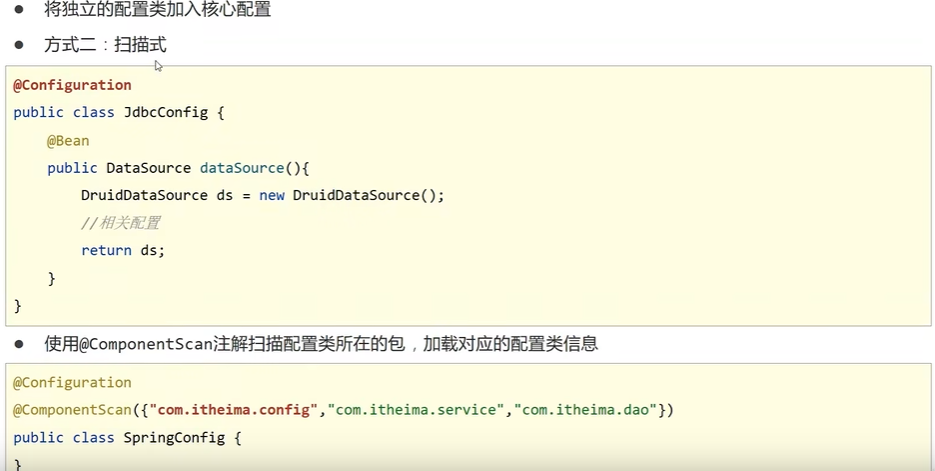 ● 将独立的配置类加入核心配置
● 方式二：扫描式
@Configuration
public class JdbcConfig {
    @Bean
    public DataSource dataSource(){
        DruidDataSource ds = new DruidDataSource();
        //相关配置
        return ds;
    }
}
● 使用@ComponentScan注解扫描配置类所在的包，加载对应的配置类信息
@Configuration
@ComponentScan({"com.itheima.config","com.itheima.service","com.itheima.dao"})
public class SpringConfig {
}